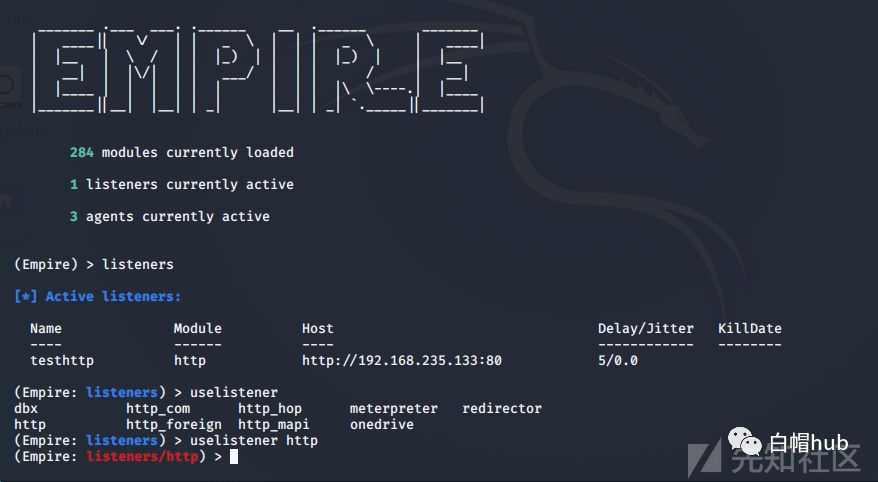 EMPIRE
284 modules currently loaded
1 listeners currently active
3 agents currently active
(Empire) > listeners
[*] Active listeners:
Name Module Host Delay/Jitter KillDate
---- ------ ---- ------------ --------
testhttp http http://192.168.235.133:80 5/0.0
(Empire: listeners) > uselistener
dbx http_com http_hop meterpreter redirector
http http_foreign http_mapi onedrive
(Empire: listeners) > uselistener http
(Empire: listeners/http) >
白帽hub
先知社区